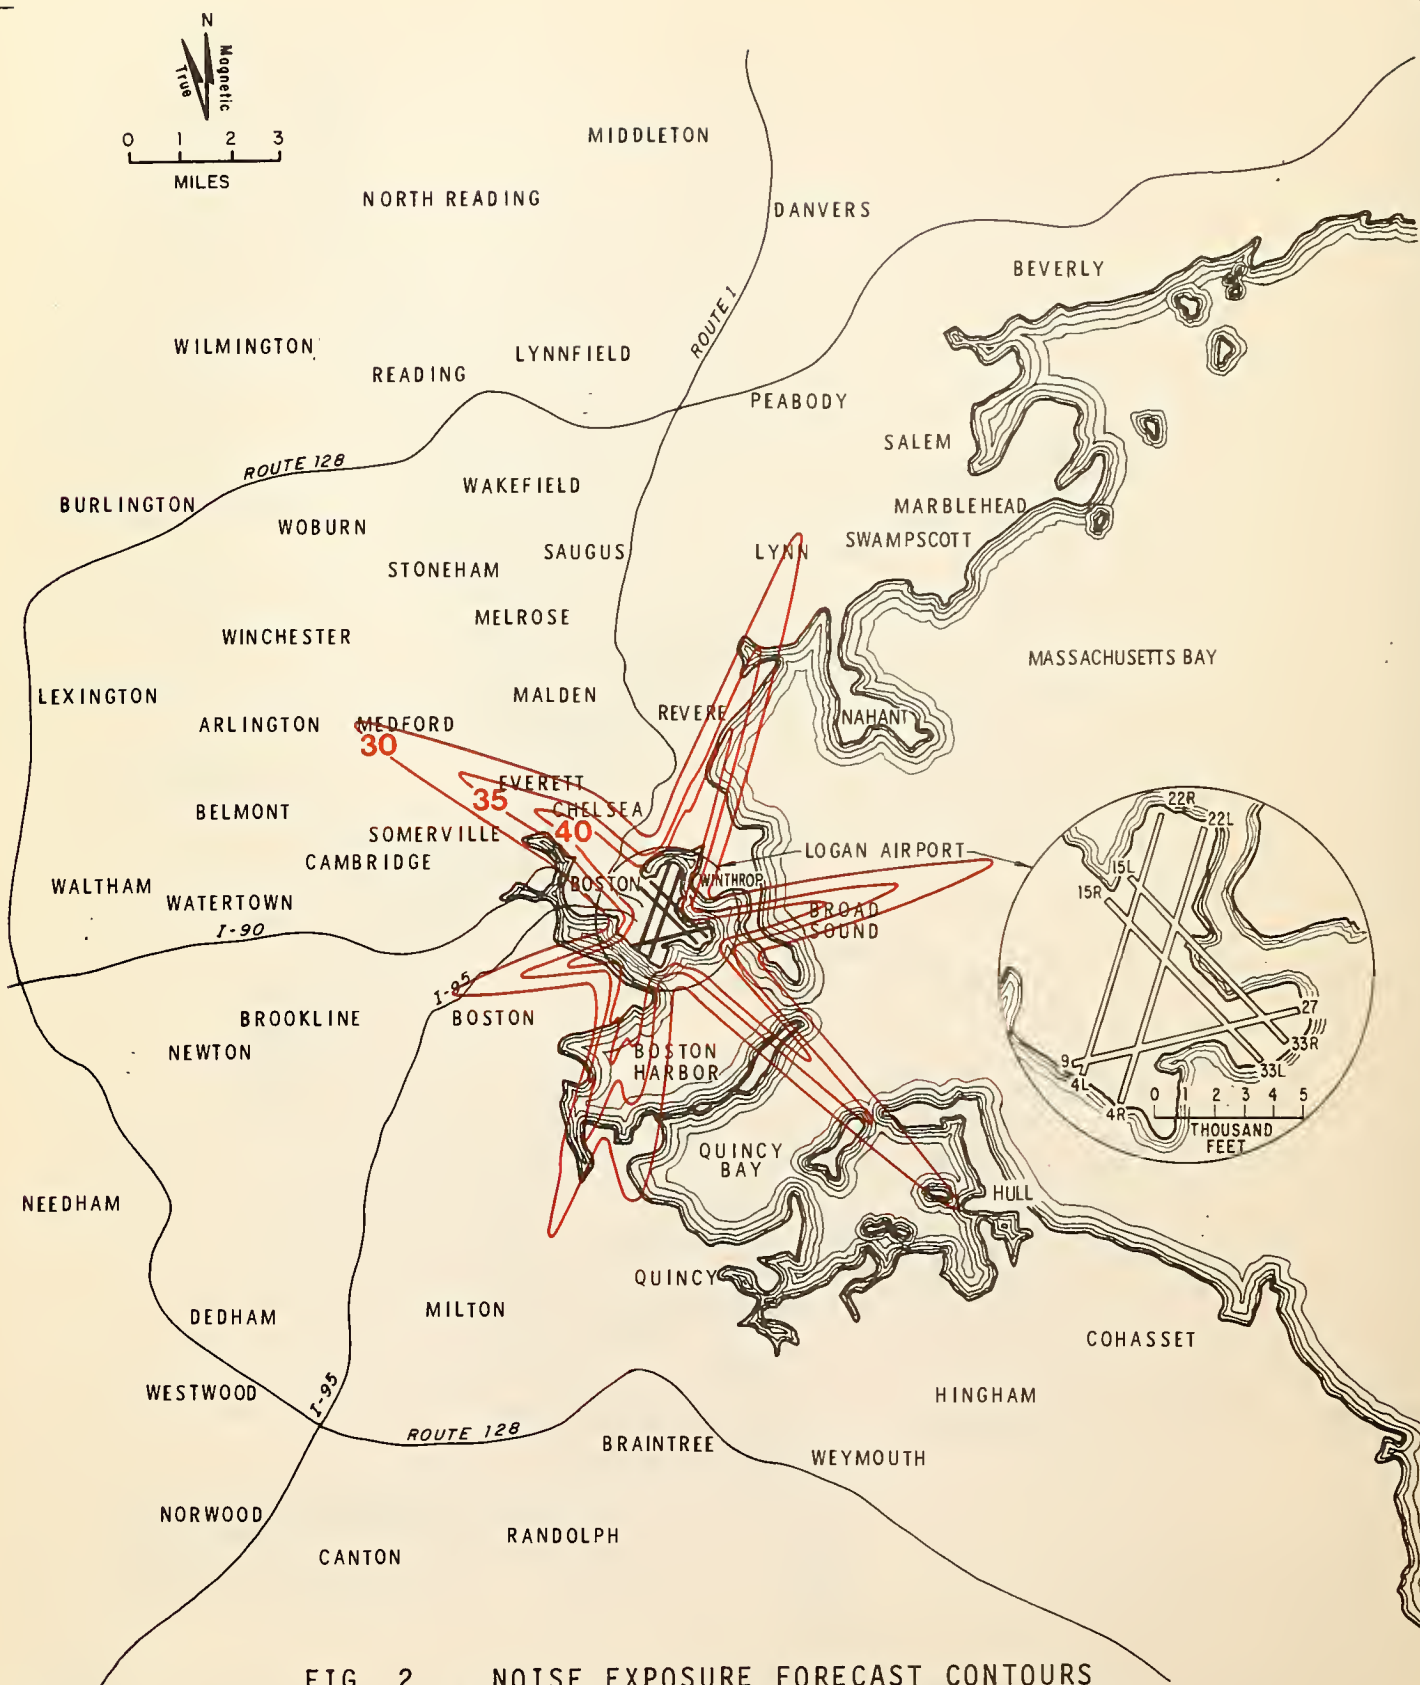 N
True
Magnetic
0 1 2 3
MILES
MIDDLETON
NORTH READING
DANVERS
BEVERLY
ROUTE 1
WILMINGTON
LYNNFIELD
READING
PEABODY
SALEM
ROUTE 128
WAKEFIELD
BURLINGTON
MARBLEHEAD
WOBURN
SWAMPSCOTT
SAUGUS
LYNN
STONEHAM
MELROSE
WINCHESTER
MASSACHUSETTS BAY
LEXINGTON
MALDEN
ARLINGTON
MEDFORD
REVERE
NAHANT
30
EVERETT
35
CHELSEA
BELMONT
40
SOMERVILLE
LOGAN AIRPORT
CAMBRIDGE
WALTHAM
BOSTON
WINTHROP
WATERTOWN
BROAD
SOUND
I-90
22R
22L
15L
15R
27
33R
33L
9
4L
4R
0 1 2 3 4 5
THOUSAND
FEET
I-95
BROOKLINE
BOSTON
NEWTON
BOSTON
HARBOR
QUINCY
BAY
NEEDHAM
HULL
QUINCY
DEDHAM
MILTON
COHASSET
WESTWOOD
I-95
HINGHAM
ROUTE 128
BRAINTREE
WEYMOUTH
NORWOOD
RANDOLPH
CANTON
FIG. 2 NOISE EXPOSURE FORECAST CONTOURS